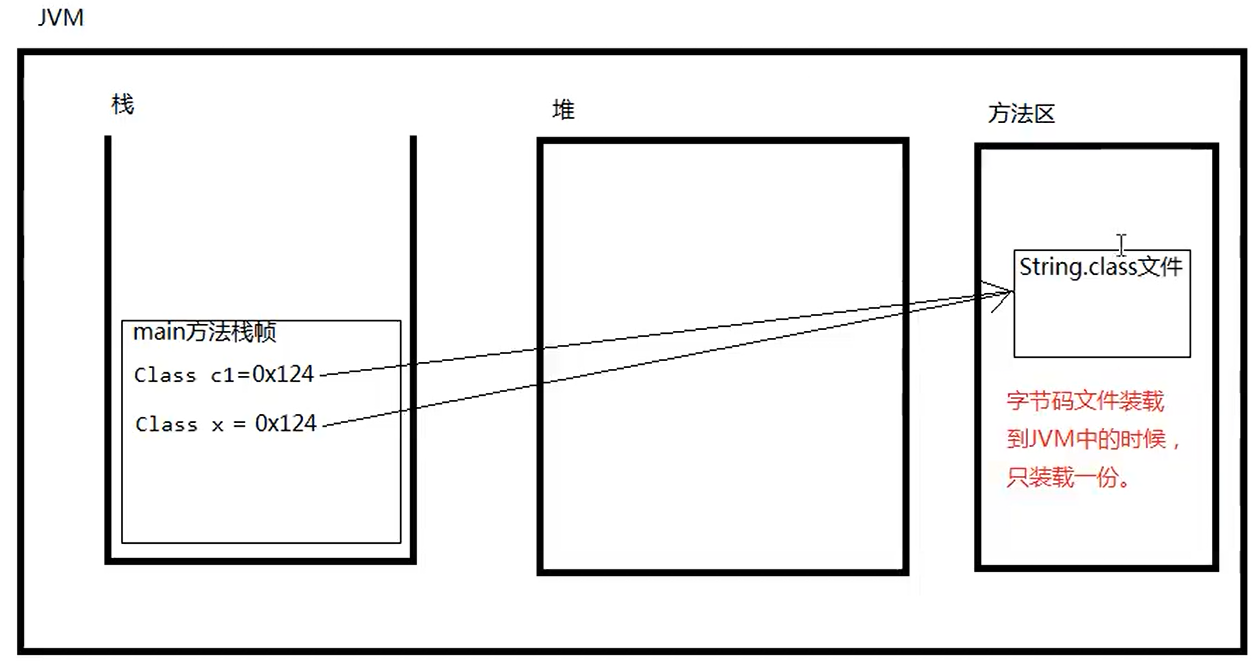 JVM
栈
堆
方法区
String.class文件
main方法栈帧
Class c1=0x124
Class x = 0x124
字节码文件装载
到JVM中的时候，
只装载一份。